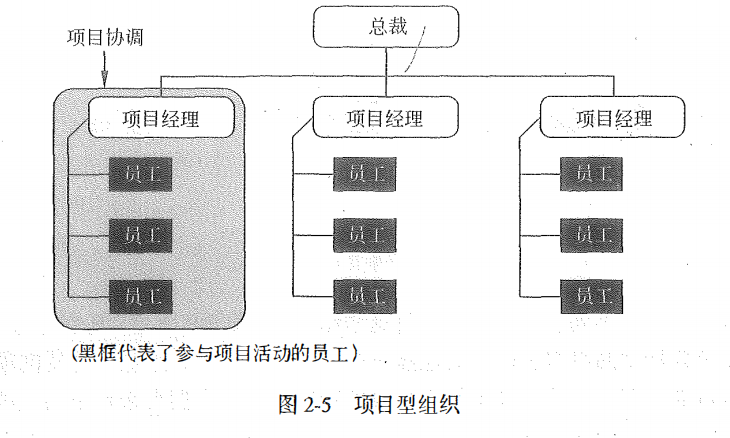 总裁
项目协调
项目经理 项目经理 项目经理
员工 员工 员工
员工 员工 员工
员工 员工 员工
(黑框代表了参与项目活动的员工)
图 2-5 项目型组织